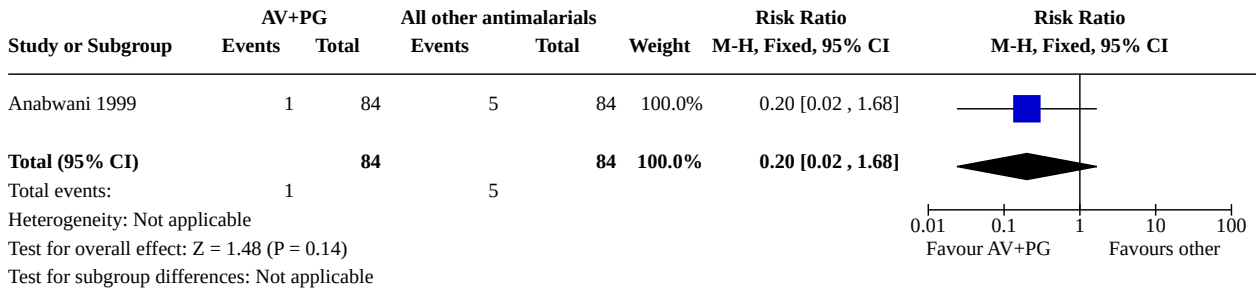 AV+PG All other antimalarials Risk Ratio Risk Ratio
Study or Subgroup Events Total Events Total Weight M-H, Fixed, 95% CI M-H, Fixed, 95% CI
Anabwani 1999 1 84 5 84 100.0% 0.20 [0.02 , 1.68]
Total (95% CI) 84 84 100.0% 0.20 [0.02 , 1.68]
Total events: 1 5
Heterogeneity: Not applicable
0.01 0.1 1 10 100
Test for overall effect: Z = 1.48 (P = 0.14) Favour AV+PG Favours other
Test for subgroup differences: Not applicable